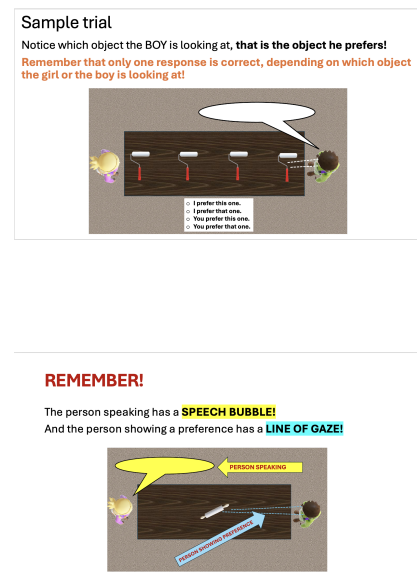 Sample trial
Notice which object the BOY is looking at, that is the object he prefers!
Remember that only one response is correct, depending on which object
the girl or the boy is looking at!
I prefer this one.
I prefer that one.
You prefer this one.
You prefer that one.
REMEMBER!
The person speaking has a SPEECH BUBBLE!
And the person showing a preference has a LINE OF GAZE!
PERSON SPEAKING
PERSON SHOWING PREFERENCE